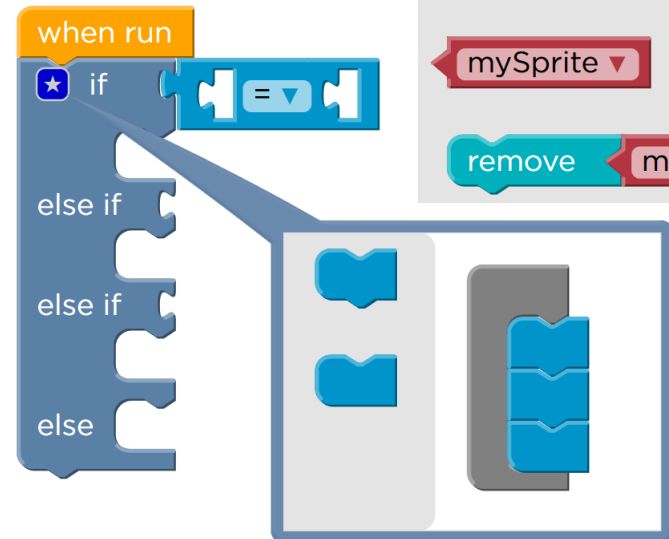 when run
if = ▼
else if
else if
else
mySprite ▼
remove m